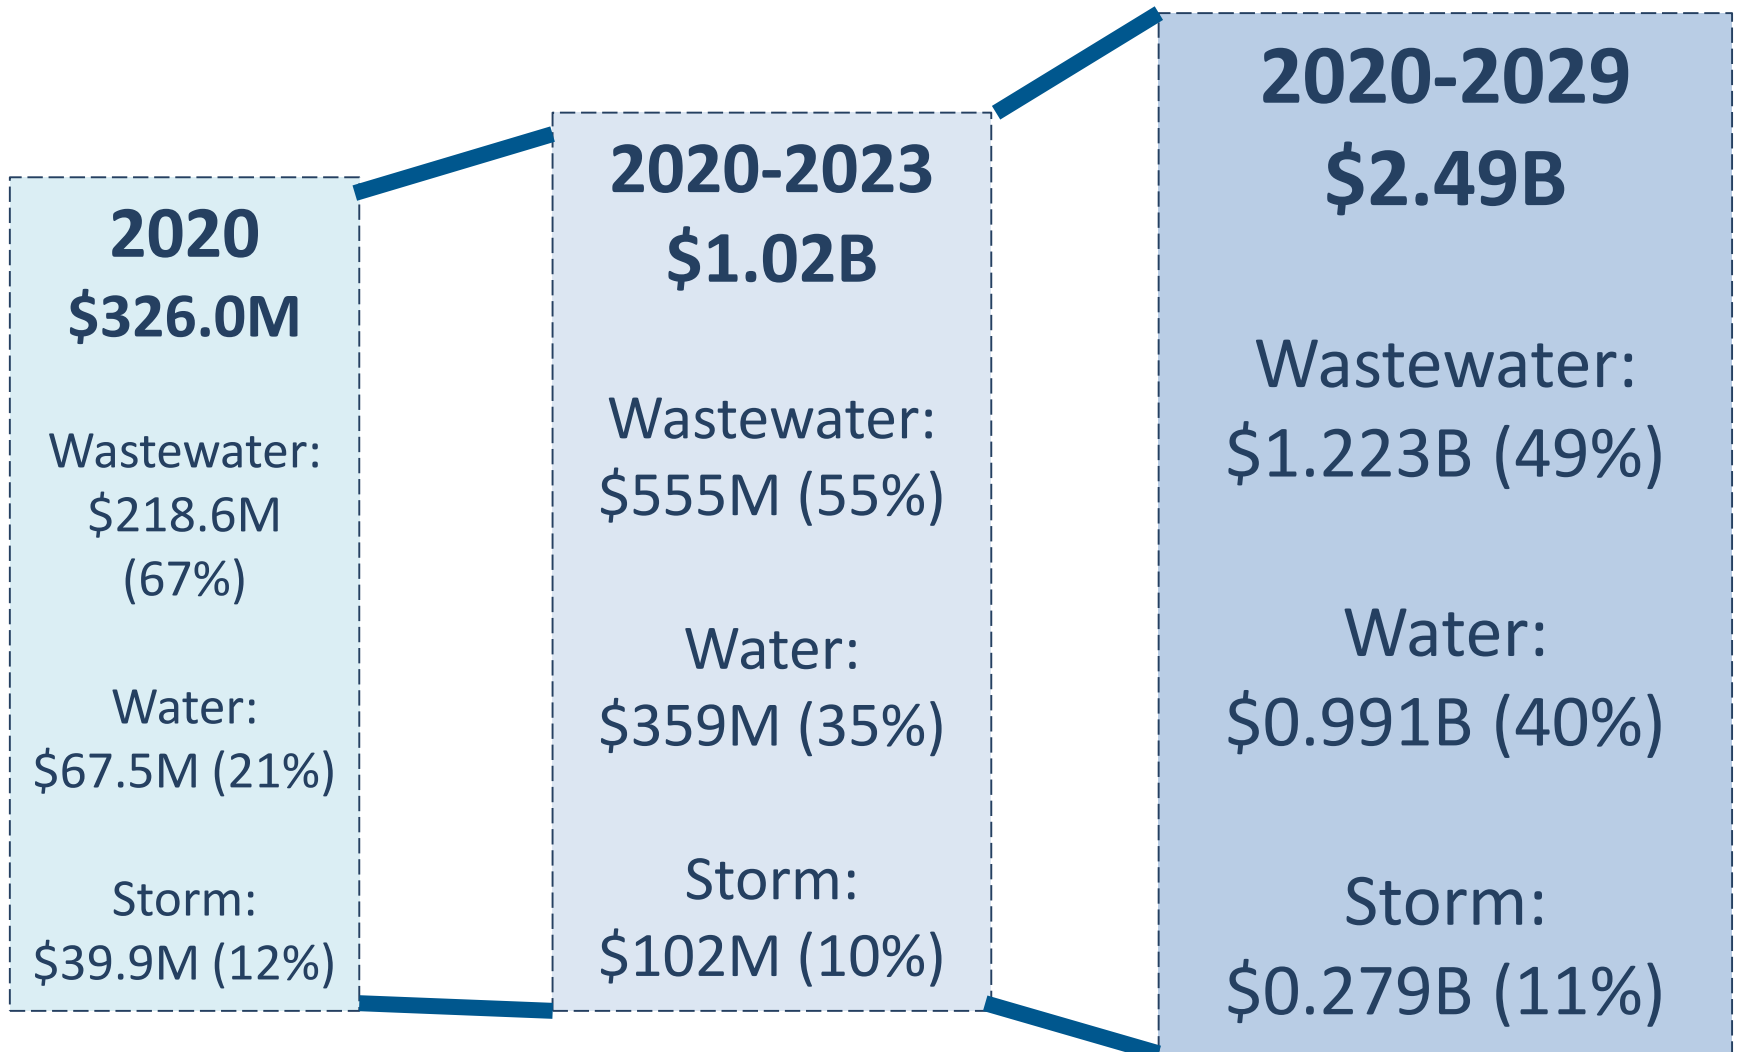 2020
$326.0M
Wastewater:
$218.6M
(67%)
Water:
$67.5M (21%)
Storm:
$39.9M (12%)
2020-2023
$1.02B
Wastewater:
$555M (55%)
Water:
$359M (35%)
Storm:
$102M (10%)
2020-2029
$2.49B
Wastewater:
$1.223B (49%)
Water:
$0.991B (40%)
Storm:
$0.279B (11%)